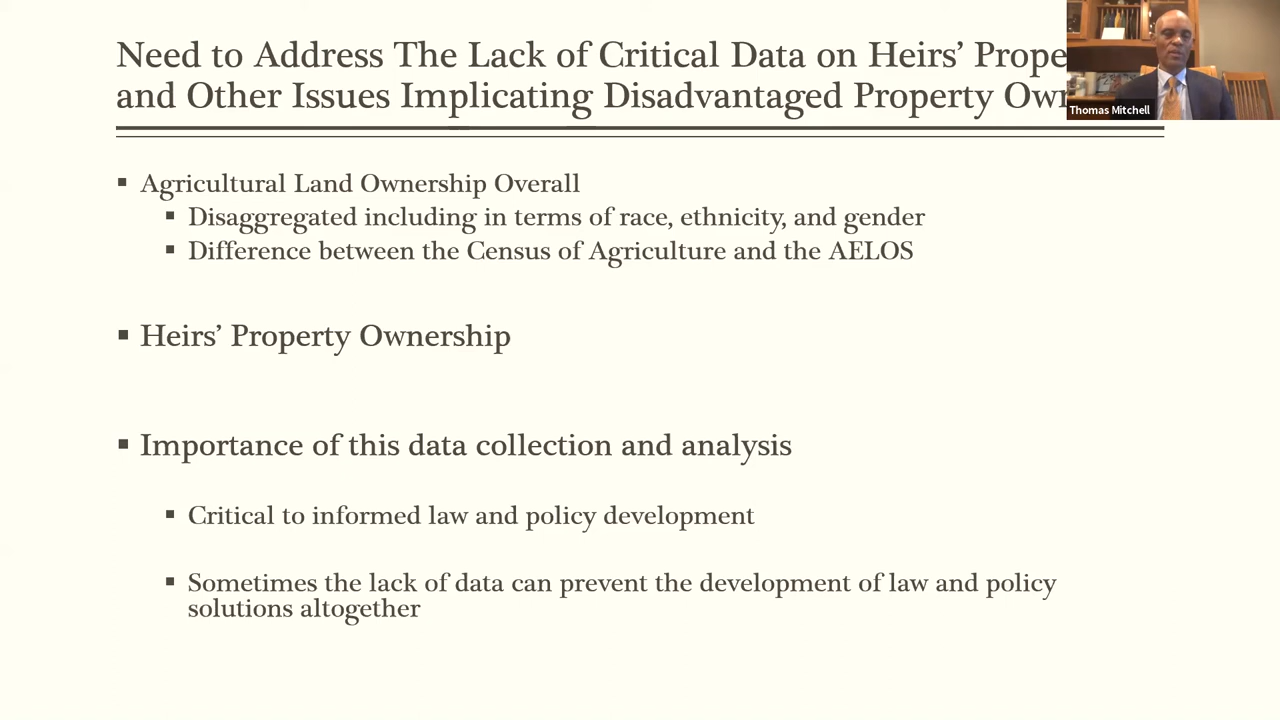 Need to Address The Lack of Critical Data on Heirs’
and Other Issues Implicating Disadvantaged Property
Thomas Mitchell
▪ Agricultural Land Ownership Overall
▪ Disaggregated including in terms of race, ethnicity, and gender
▪ Difference between the Census of Agriculture and the AELOS
▪ Heirs’ Property Ownership
▪ Importance of this data collection and analysis
▪ Critical to informed law and policy development
▪ Sometimes the lack of data can prevent the development of law and policy
solutions altogether